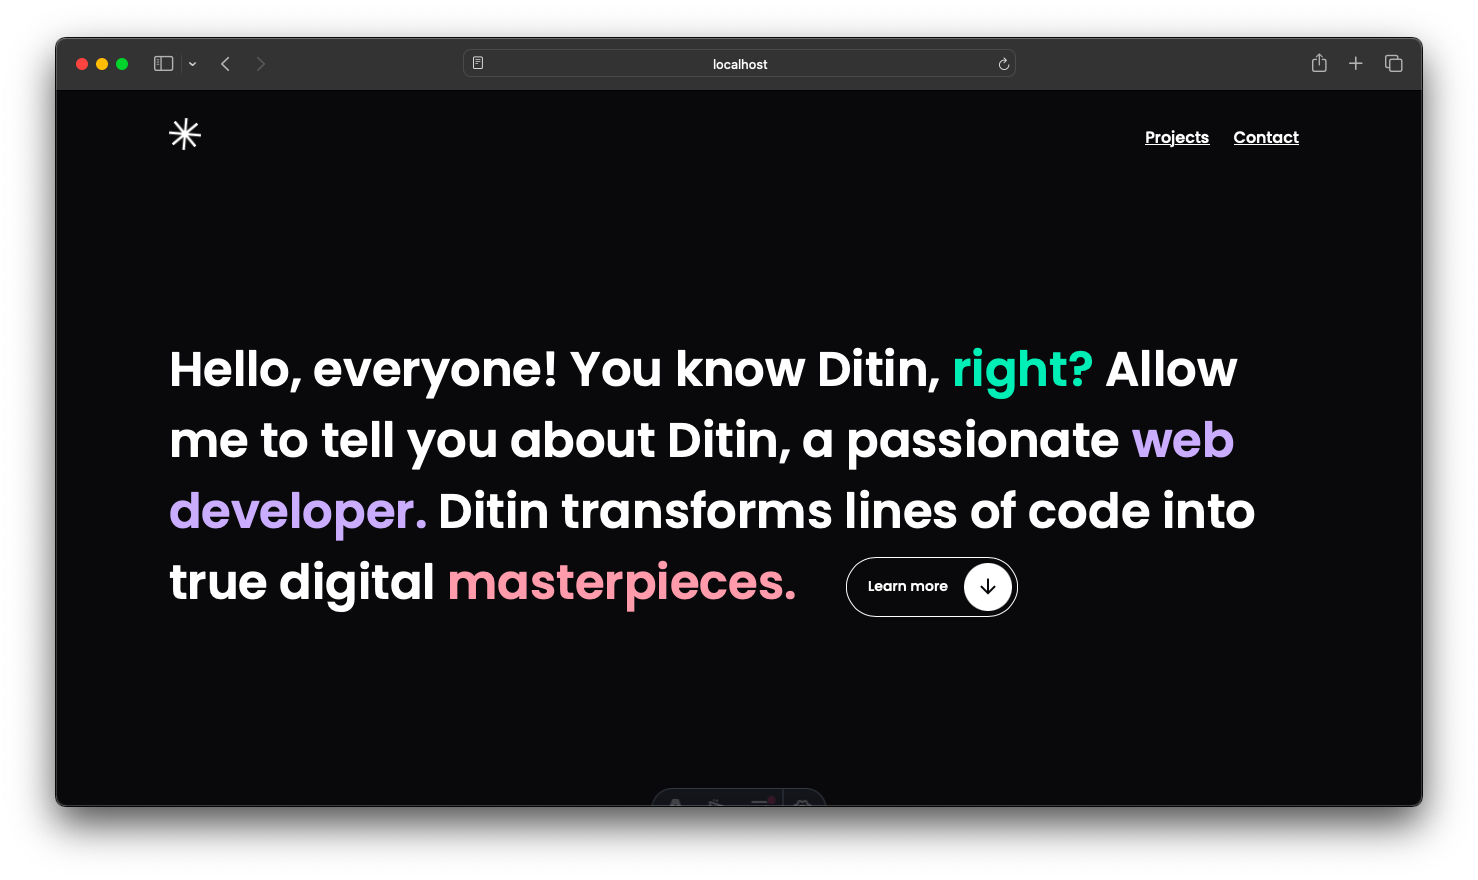 localhost
Projects Contact
Hello, everyone! You know Ditin, right? Allow
me to tell you about Ditin, a passionate web
developer. Ditin transforms lines of code into
true digital masterpieces.
Learn more